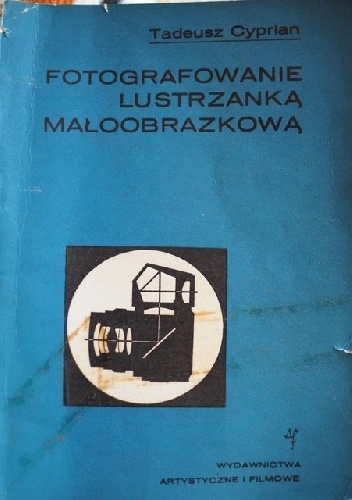 Tadeusz Cyprian
FOTOGRAFOWANIE
LUSTRZANKĄ
MAŁOOBRAZKOWĄ
WYDAWNICTWA
ARTYSTYCZNE I FILMOWE